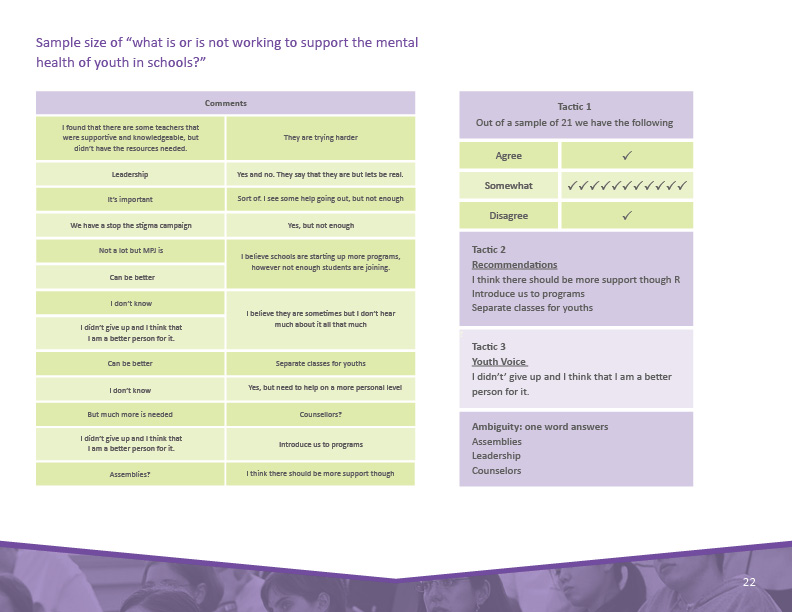 Sample size of “what is or is not working to support the mental
health of youth in schools?”
Comments
I found that there are some teachers that
were supportive and knowledgeable, but
didn’t have the resources needed.
They are trying harder
Leadership
Yes and no. They say that they are but lets be real.
It’s important
Sort of. I see some help going out, but not enough
We have a stop the stigma campaign
Yes, but not enough
Not a lot but MPJ is
I believe schools are starting up more programs,
however not enough students are joining.
Can be better
I don’t know
I believe they are sometimes but I don’t hear
much about it all that much
I didn’t give up and I think that
I am a better person for it.
Can be better
Separate classes for youths
I don’t know
Yes, but need to help on a more personal level
But much more is needed
Counsellors?
I didn’t give up and I think that
I am a better person for it.
Introduce us to programs
Assemblies?
I think there should be more support though
Tactic 1
Out of a sample of 21 we have the following
Agree ✓
Somewhat ✓✓✓✓✓✓✓✓✓✓✓
Disagree ✓
Tactic 2
Recommendations
I think there should be more support though R
Introduce us to programs
Separate classes for youths
Tactic 3
Youth Voice
I didn’t’ give up and I think that I am a better
person for it.
Ambiguity: one word answers
Assemblies
Leadership
Counselors
22